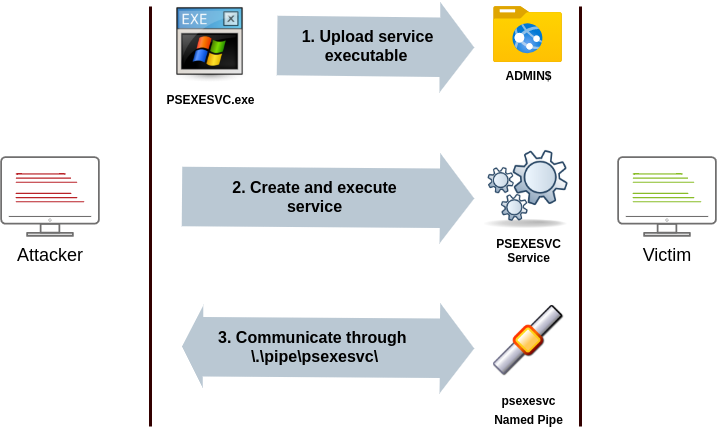 EXE
1. Upload service
executable
PSEXESVC.exe
ADMIN$
Attacker
2. Create and execute
service
PSEXESVC
Service
Victim
3. Communicate through
\.\pipe\psexesvc\
psexesvc
Named Pipe